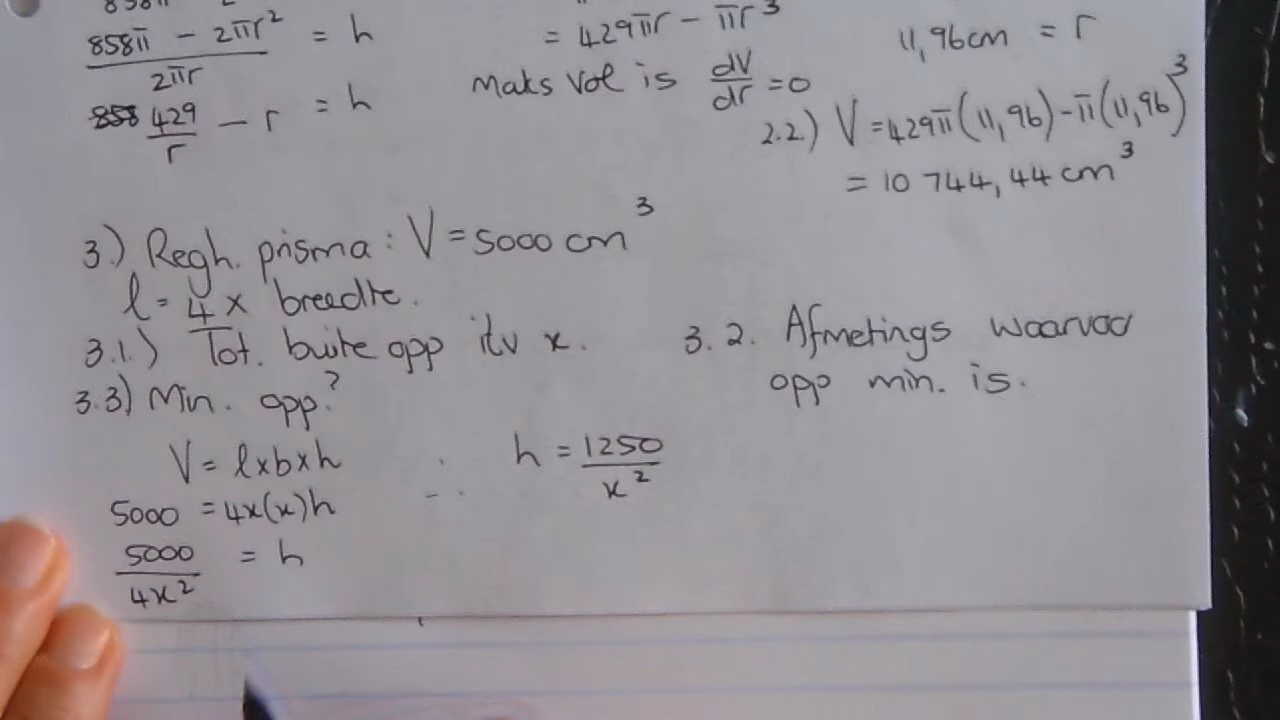 858π − 2πr² = h
2πr
858 429 − r = h
r
= 429πr − πr³
Maks Vol is dV/dr = 0
11,96cm = r
2.2.) V = 429π(11,96) − π(11,96)³
= 10 744,44 cm³
3.) Regh. prisma : V = 5000 cm³
l = 4 x breedte.
3.1.) Tot. buite opp itv x.
3.2. Afmetings waarvoor
opp min. is.
3.3) Min. opp.?
V = l×b×h
5000 = 4x(x)h
5000 = h
4x²
∴ h = 1250
x²